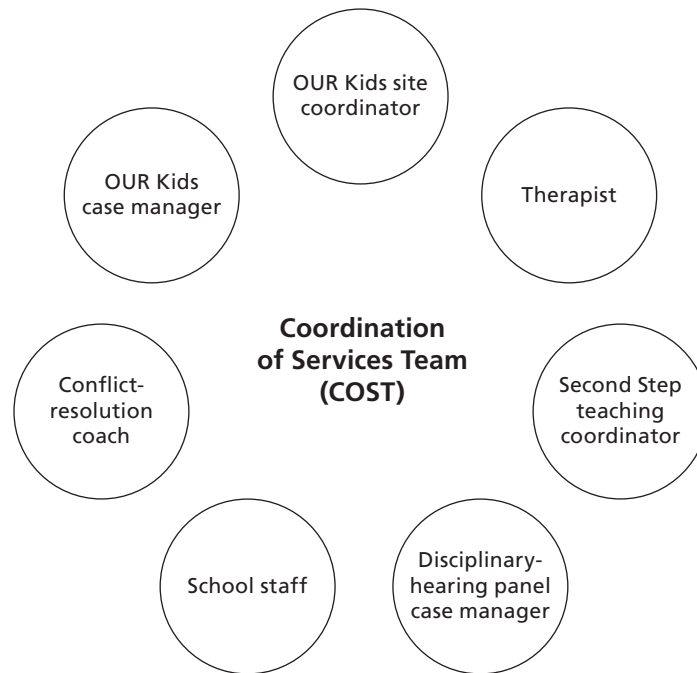 OUR Kids site
coordinator
OUR Kids
case manager
Therapist
Coordination
of Services Team
(COST)
Conflict-
resolution
coach
Second Step
teaching
coordinator
School staff
Disciplinary-
hearing panel
case manager